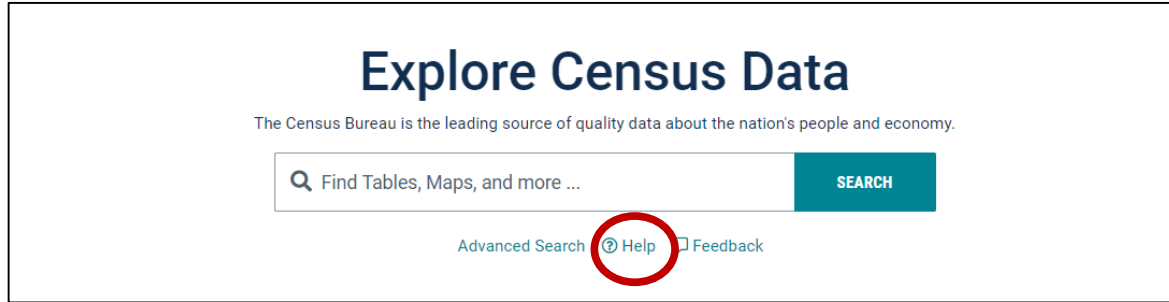 Explore Census Data
The Census Bureau is the leading source of quality data about the nation's people and economy.
Find Tables, Maps, and more ... SEARCH
Advanced Search Help Feedback